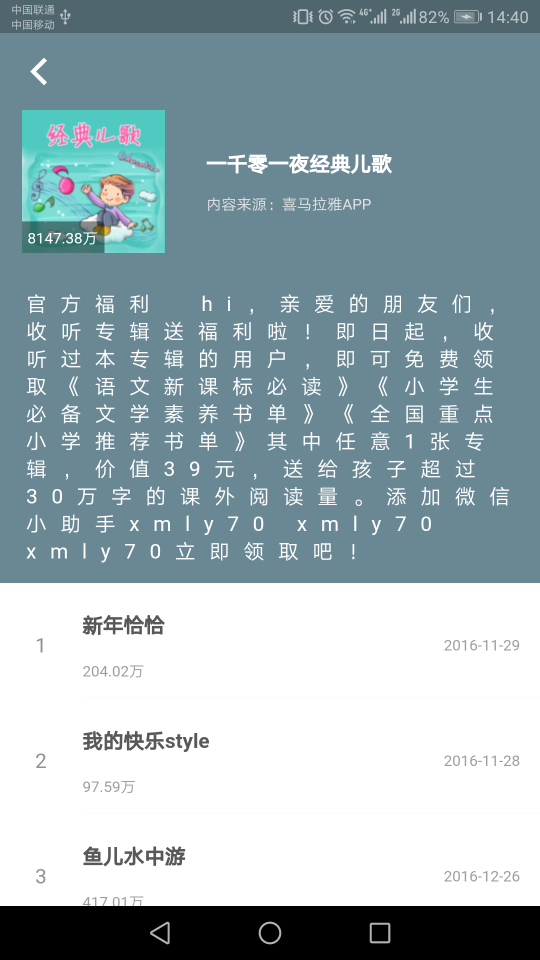 中国联通
中国移动
4G+ 2G 82% 14:40
经典儿歌
8147.38万
一千零一夜经典儿歌
内容来源：喜马拉雅APP
官方福利 hi，亲爱的朋友们，
收听专辑送福利啦！即日起，收
听过本专辑的用户，即可免费领
取《语文新课标必读》《小学生
必备文学素养书单》《全国重点
小学推荐书单》其中任意1张专
辑，价值39元，送给孩子超过
30万字的课外阅读量。添加微信
小助手xmly70 xmly70
xmly70立即领取吧！
1
新年恰恰
204.02万
2016-11-29
2
我的快乐style
97.59万
2016-11-28
3
鱼儿水中游
417.01万
2016-12-26